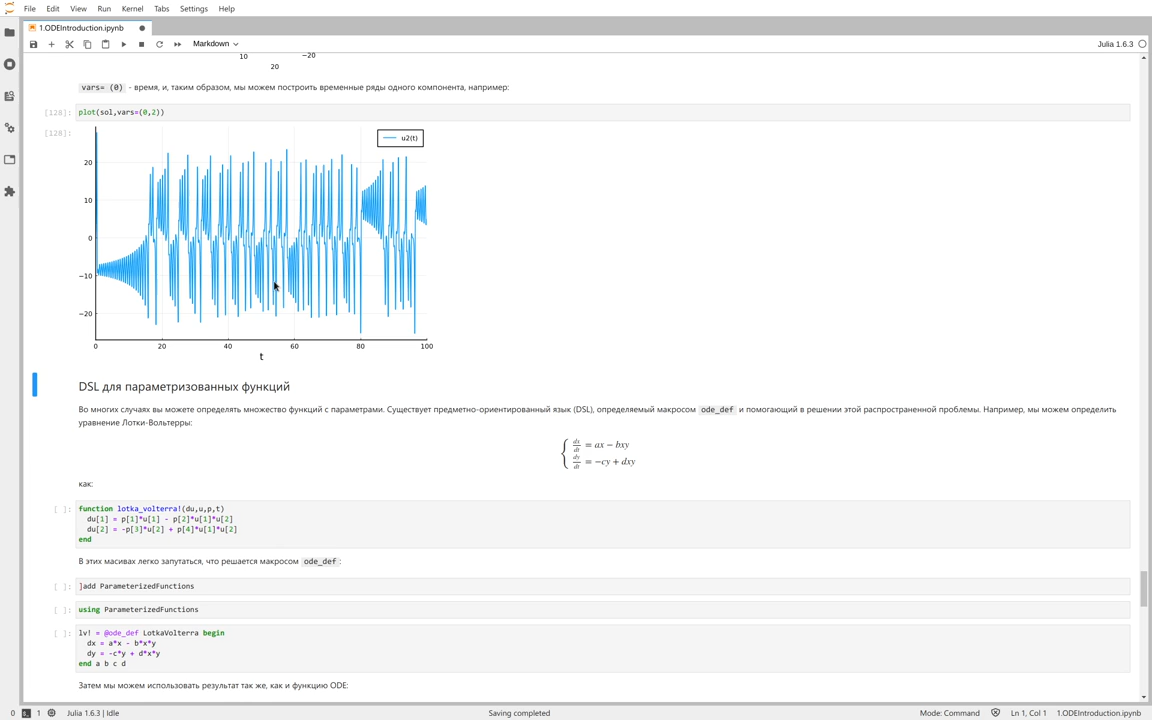 File Edit View Run Kernel Tabs Settings Help
1.ODEIntroduction.ipynb
Markdown
Julia 1.6.3
10
−20
20
vars= (0) - время, и, таким образом, мы можем построить временные ряды одного компонента, например:
[128]: plot(sol,vars=(0,2))
[128]:
u2(t)
20
10
0
−10
−20
0 20 40 60 80 100
t
DSL для параметризованных функций
Во многих случаях вы можете определять множество функций с параметрами. Существует предметно-ориентированный язык (DSL), определяемый макросом ode_def и помогающий в решении этой распространенной проблемы. Например, мы можем определить
уравнение Лотки-Вольтерры:
dx/dt = ax − bxy
dy/dt = −cy + dxy
как:
[ ]: function lotka_volterra!(du,u,p,t)
du[1] = p[1]*u[1] - p[2]*u[1]*u[2]
du[2] = -p[3]*u[2] + p[4]*u[1]*u[2]
end
В этих масивах легко запутаться, что решается макросом ode_def:
[ ]: ]add ParameterizedFunctions
[ ]: using ParameterizedFunctions
[ ]: lv! = @ode_def LotkaVolterra begin
dx = a*x - b*x*y
dy = -c*y + d*x*y
end a b c d
Затем мы можем использовать результат так же, как и функцию ODE:
0 1 Julia 1.6.3 | Idle Saving completed Mode: Command Ln 1, Col 1 1.ODEIntroduction.ipynb